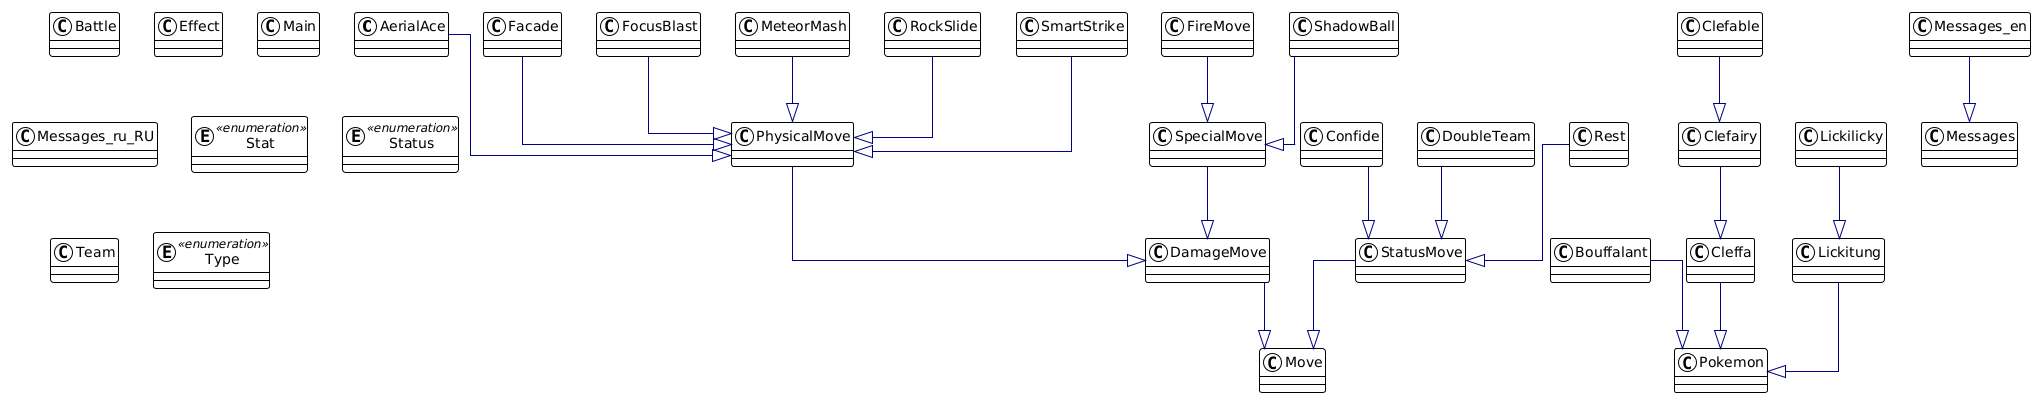 C Battle
C Effect
C Main
C AerialAce
C Facade
C FocusBlast
C MeteorMash
C RockSlide
C SmartStrike
C FireMove
C ShadowBall
C Clefable
C Messages_en
C Messages_ru_RU
E «enumeration»
Stat
E «enumeration»
Status
C PhysicalMove
C SpecialMove
C Confide
C DoubleTeam
C Rest
C Clefairy
C Lickilicky
C Messages
C Team
E «enumeration»
Type
C DamageMove
C StatusMove
C Bouffalant
C Cleffa
C Lickitung
C Move
C Pokemon